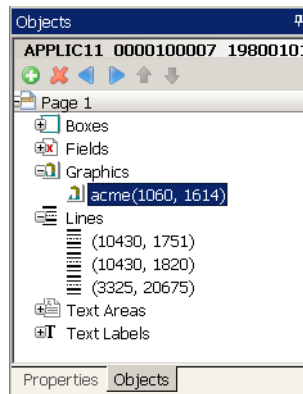 Objects
APPLIC11 0000100007 1980010
Page 1
Boxes
Fields
Graphics
acme(1060, 1614)
Lines
(10430, 1751)
(10430, 1820)
(3325, 20675)
Text Areas
T Text Labels
Properties Objects